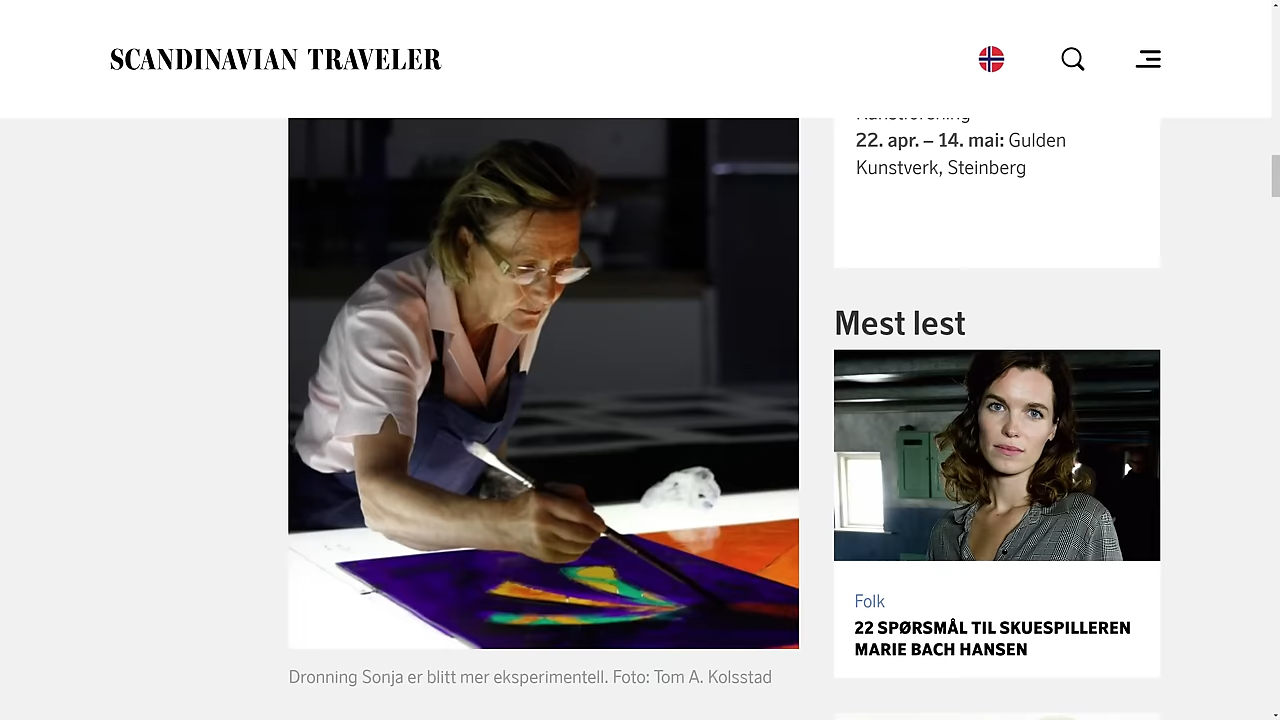 SCANDINAVIAN TRAVELER
22. apr. – 14. mai: Gulden
Kunstverk, Steinberg
Mest lest
Folk
22 SPØRSMÅL TIL SKUESPILLEREN
MARIE BACH HANSEN
Dronning Sonja er blitt mer eksperimentell. Foto: Tom A. Kolsstad